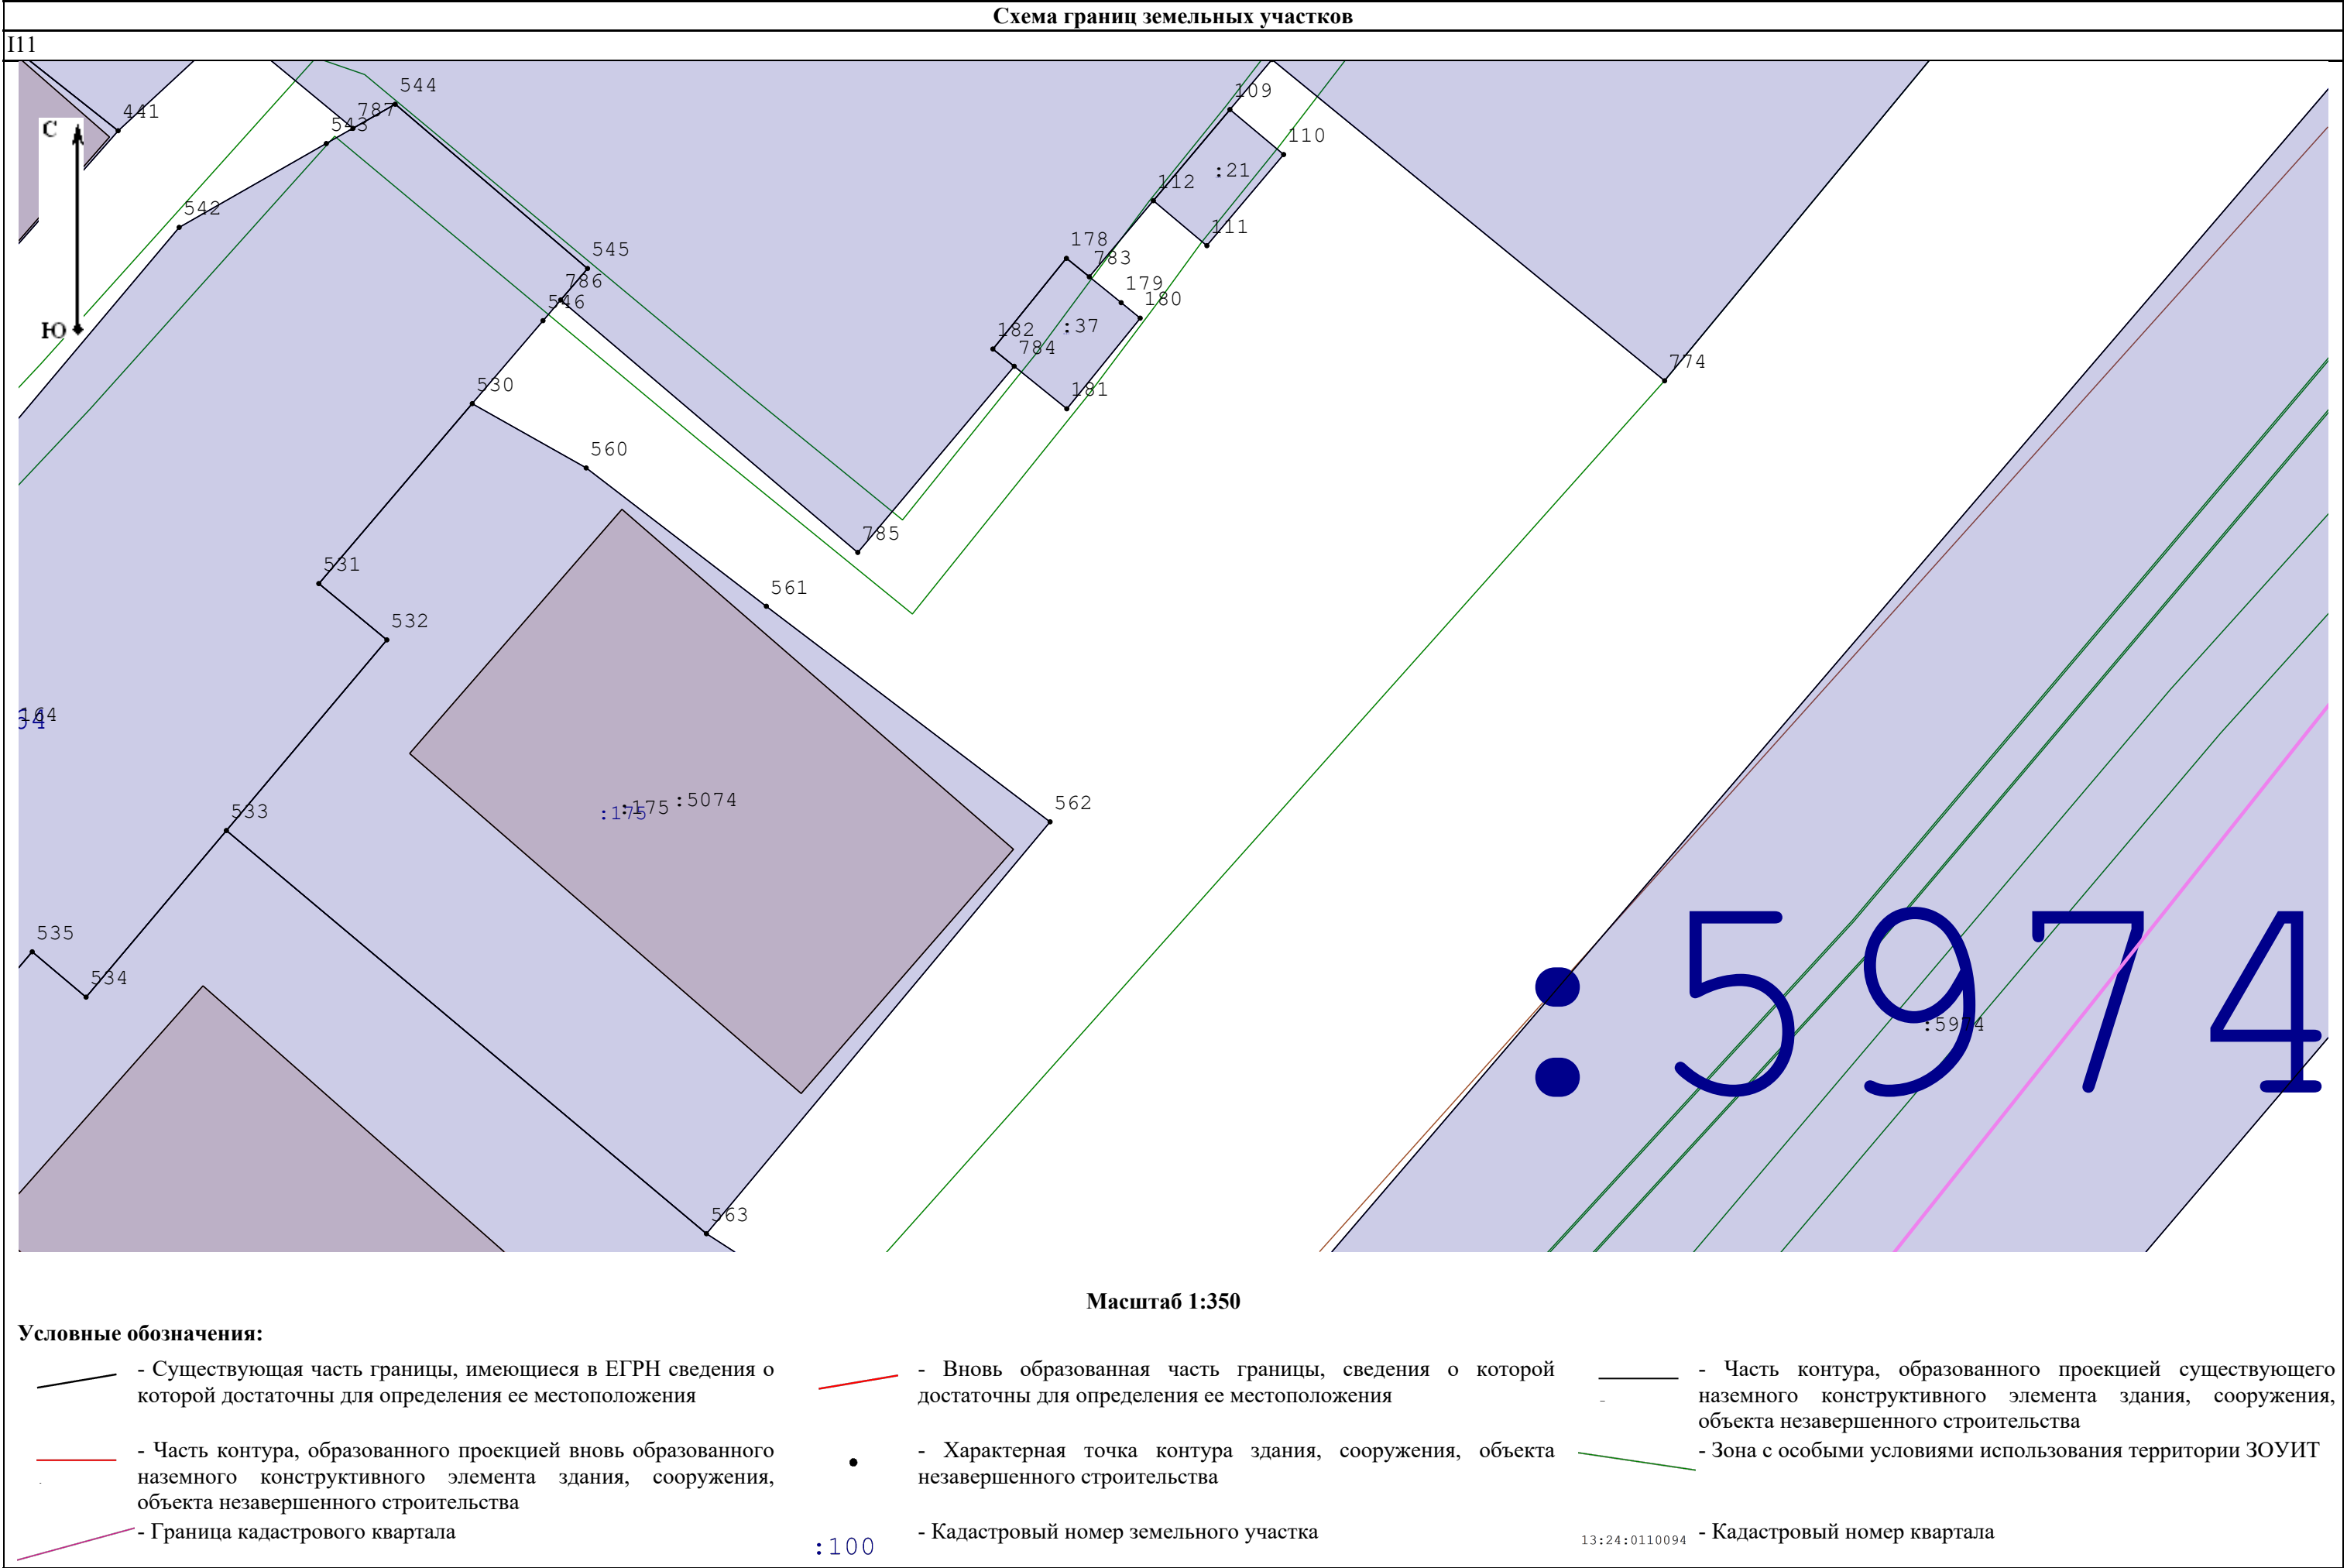 Схема границ земельных участков
I11
544
109
441
787
543
110
С
:21
112
542
111
178
545
783
786
179
546
180
Ю
182
:37
784
774
530
181
560
785
531
561
532
164
:175
:175
:5074
562
533
535
534
:5974
:5974
563
Масштаб 1:350
Условные обозначения:
- Существующая часть границы, имеющиеся в ЕГРН сведения о
которой достаточны для определения ее местоположения
- Вновь образованная часть границы, сведения о которой
достаточны для определения ее местоположения
- Часть контура, образованного проекцией существующего
наземного конструктивного элемента здания, сооружения,
объекта незавершенного строительства
- Часть контура, образованного проекцией вновь образованного
наземного конструктивного элемента здания, сооружения,
объекта незавершенного строительства
- Характерная точка контура здания, сооружения, объекта
незавершенного строительства
- Зона с особыми условиями использования территории ЗОУИТ
- Граница кадастрового квартала
:100
- Кадастровый номер земельного участка
13:24:0110094
- Кадастровый номер квартала